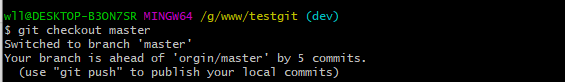 wll@DESKTOP-B3ON7SR MINGW64 /g/www/testgit (dev)
$ git checkout master
Switched to branch 'master'
Your branch is ahead of 'orgin/master' by 5 commits.
  (use "git push" to publish your local commits)